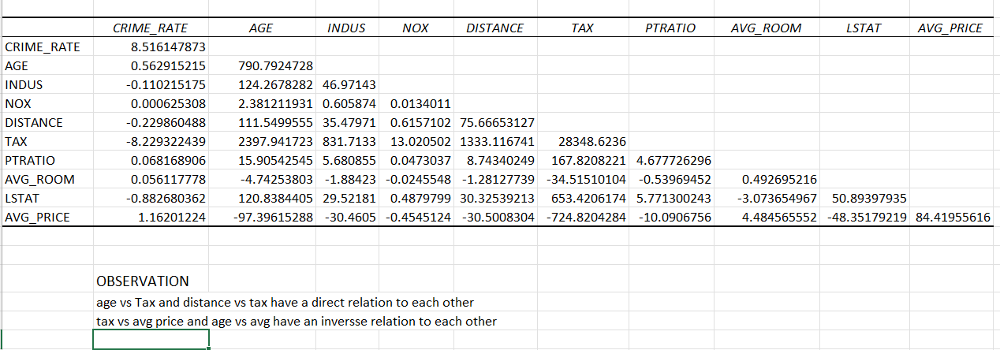 CRIME_RATE AGE INDUS NOX DISTANCE TAX PTRATIO AVG_ROOM LSTAT AVG_PRICE
CRIME_RATE 8.516147873
AGE 0.562915215 790.7924728
INDUS -0.110215175 124.2678282 46.97143
NOX 0.000625308 2.381211931 0.605874 0.0134011
DISTANCE -0.229860488 111.5499555 35.47971 0.6157102 75.66653127
TAX -8.229322439 2397.941723 831.7133 13.020502 1333.116741 28348.6236
PTRATIO 0.068168906 15.90542545 5.680855 0.0473037 8.74340249 167.8208221 4.677726296
AVG_ROOM 0.056117778 -4.74253803 -1.88423 -0.0245548 -1.28127739 -34.51510104 -0.53969452 0.492695216
LSTAT -0.882680362 120.8384405 29.52181 0.4879799 30.32539213 653.4206174 5.771300243 -3.073654967 50.89397935
AVG_PRICE 1.16201224 -97.39615288 -30.4605 -0.4545124 -30.5008304 -724.8204284 -10.0906756 4.484565552 -48.35179219 84.41955616
OBSERVATION
age vs Tax and distance vs tax have a direct relation to each other
tax vs avg price and age vs avg have an inversse relation to each other